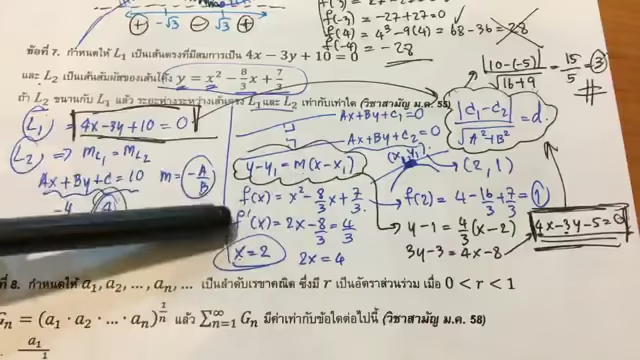 -√3
√3
f(-3) = -27+27=0
f(4) = 4³-9(4) = 68-36=28
f(-4) = -28
ข้อที่ 7. กำหนดให้ L₁ เป็นเส้นตรงที่มีสมการเป็น 4x − 3y + 10 = 0
และ L₂ เป็นเส้นสัมผัสของเส้นโค้ง y = x² − 8/3 x + 7/3
ถ้า L₂ ขนานกับ L₁ แล้ว ระยะห่างระหว่างเส้นตรง L₁ และ L₂ เท่ากับเท่าใด (วิชาสามัญ ม.ค. 55)
|10-(-5)| / √(16+9) = 15/5 = 3 #
L₁ = 4x-3y+10=0
L₂ ⇒ m_L₁ = m_L₂
Ax+By+C=10 m = -A/B
-4
Ax+By+C₁=0
Ax+By+C₂=0
|C₁-C₂| / √(A²+B²) = d.
y-y₁ = m(x-x₁)
(x₁,y₁)
(2,1)
f(x) = x²-8/3x+7/3
f(2) = 4-16/3+7/3 = 1
f'(x) = 2x-8/3 = 4/3
x=2
2x=4
y-1 = 4/3(x-2)
3y-3 = 4x-8
4x-3y-5=0
ที่ 8. กำหนดให้ a₁, a₂, …, aₙ, … เป็นลำดับเรขาคณิต ซึ่งมี r เป็นอัตราส่วนร่วม เมื่อ 0 < r < 1
Gₙ = (a₁ · a₂ · … · aₙ)^(1/n) แล้ว ∑_{n=1}^{∞} Gₙ มีค่าเท่ากับข้อใดต่อไปนี้ (วิชาสามัญ ม.ค. 58)
a₁